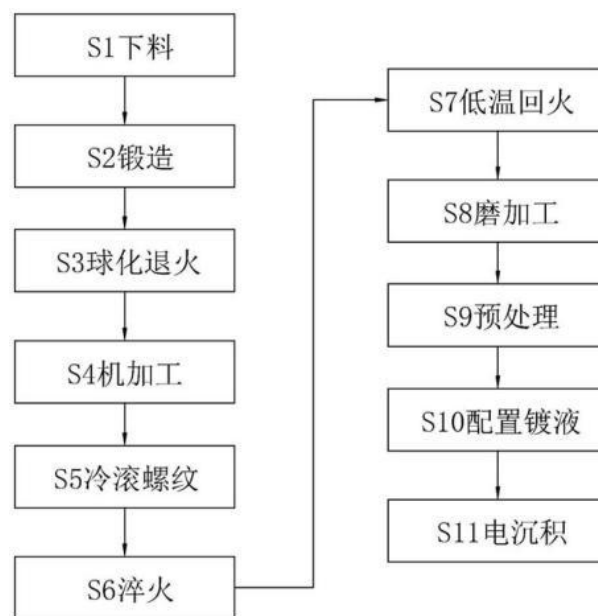 S1下料
S2锻造
S3球化退火
S4机加工
S5冷滚螺纹
S6淬火
S7低温回火
S8磨加工
S9预处理
S10配置镀液
S11电沉积